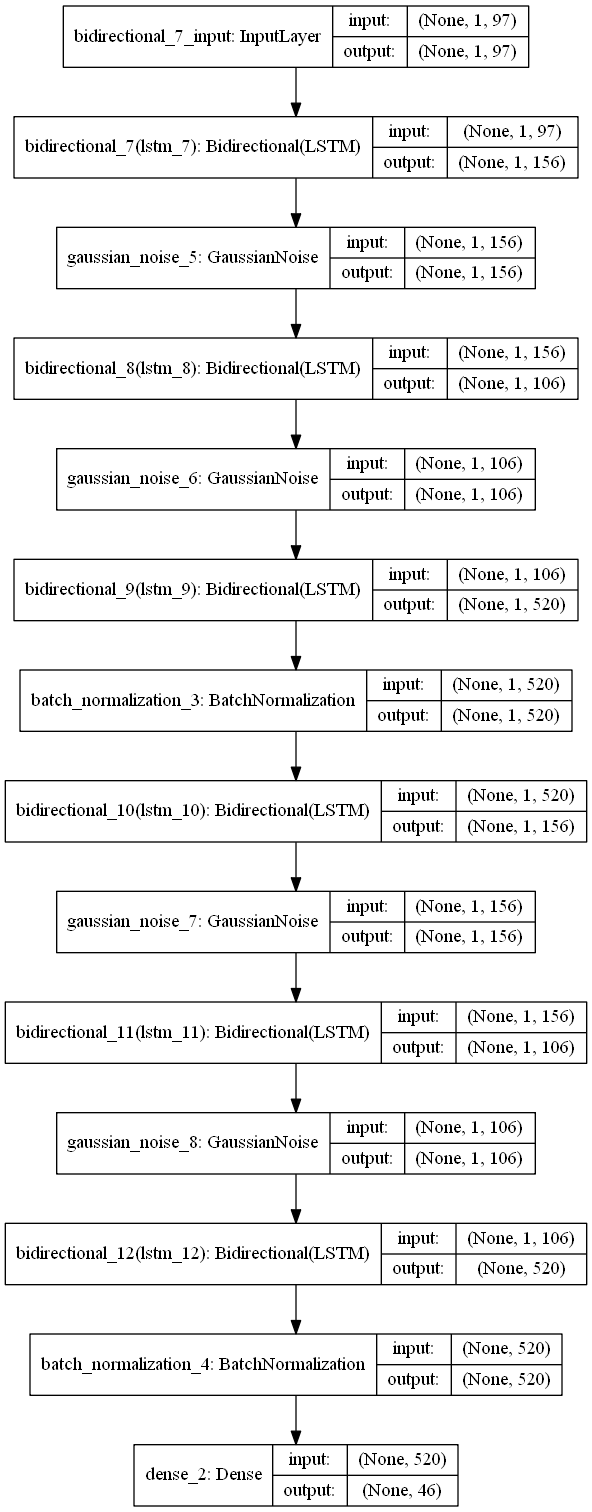 bidirectional_7_input: InputLayer
input: (None, 1, 97)
output: (None, 1, 97)
bidirectional_7(lstm_7): Bidirectional(LSTM)
input: (None, 1, 97)
output: (None, 1, 156)
gaussian_noise_5: GaussianNoise
input: (None, 1, 156)
output: (None, 1, 156)
bidirectional_8(lstm_8): Bidirectional(LSTM)
input: (None, 1, 156)
output: (None, 1, 106)
gaussian_noise_6: GaussianNoise
input: (None, 1, 106)
output: (None, 1, 106)
bidirectional_9(lstm_9): Bidirectional(LSTM)
input: (None, 1, 106)
output: (None, 1, 520)
batch_normalization_3: BatchNormalization
input: (None, 1, 520)
output: (None, 1, 520)
bidirectional_10(lstm_10): Bidirectional(LSTM)
input: (None, 1, 520)
output: (None, 1, 156)
gaussian_noise_7: GaussianNoise
input: (None, 1, 156)
output: (None, 1, 156)
bidirectional_11(lstm_11): Bidirectional(LSTM)
input: (None, 1, 156)
output: (None, 1, 106)
gaussian_noise_8: GaussianNoise
input: (None, 1, 106)
output: (None, 1, 106)
bidirectional_12(lstm_12): Bidirectional(LSTM)
input: (None, 1, 106)
output: (None, 520)
batch_normalization_4: BatchNormalization
input: (None, 520)
output: (None, 520)
dense_2: Dense
input: (None, 520)
output: (None, 46)